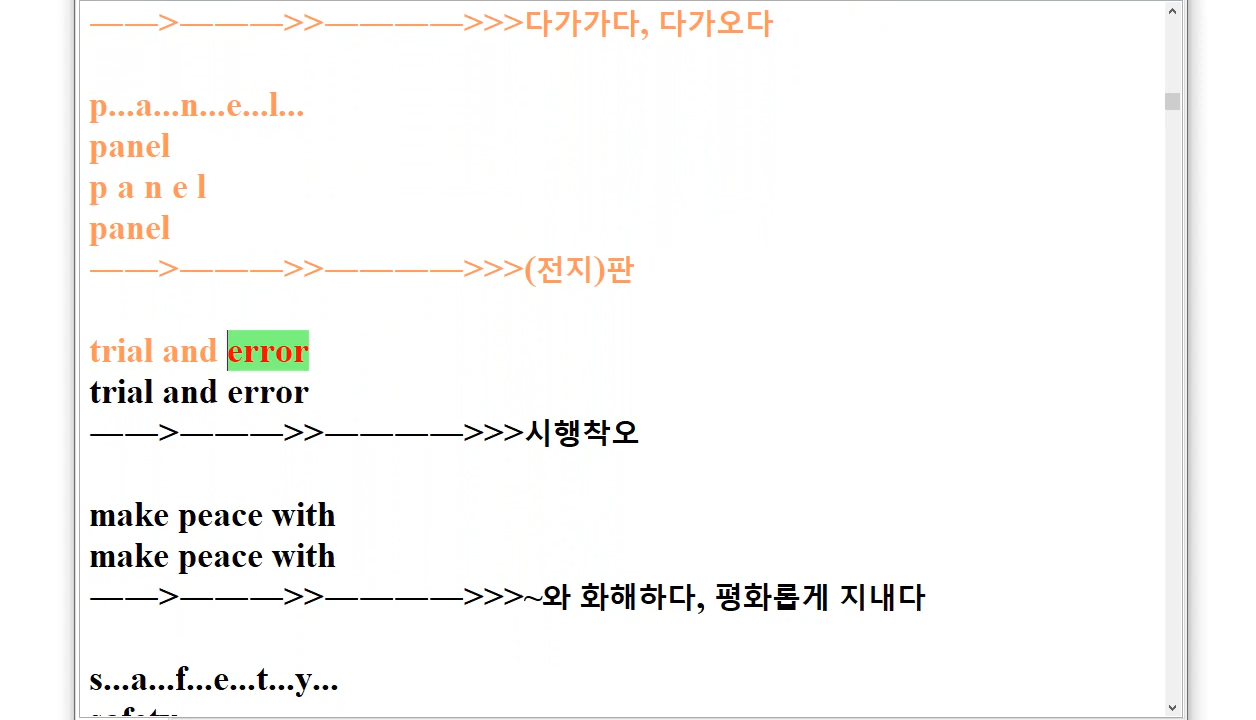 ——>———>>————>>>다가가다, 다가오다
p...a...n...e...l...
panel
p a n e l
panel
——>———>>————>>>(전지)판
trial and error
trial and error
——>———>>————>>>시행착오
make peace with
make peace with
——>———>>————>>>~와 화해하다, 평화롭게 지내다
s...a...f...e...t...y...
safety